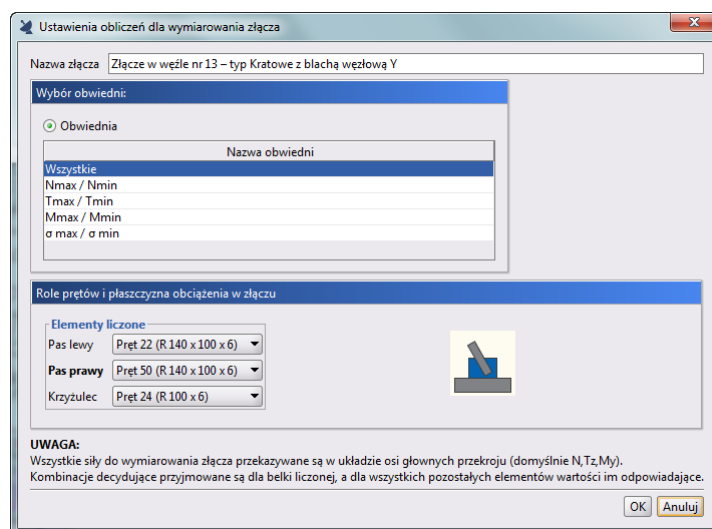 Ustawienia obliczeń dla wymiarowania złącza
Nazwa złącza Złącze w węźle nr 13 – typ Kratowe z blachą węzłową Y
Wybór obwiedni:
Obwiednia
Nazwa obwiedni
Wszystkie
Nmax / Nmin
Tmax / Tmin
Mmax / Mmin
σ max / σ min
Role prętów i płaszczyzna obciążenia w złączu
Elementy liczone
Pas lewy Pręt 22 (R 140 x 100 x 6)
Pas prawy Pręt 50 (R 140 x 100 x 6)
Krzyżulec Pręt 24 (R 100 x 6)
UWAGA:
Wszystkie siły do wymiarowania złącza przekazywane są w układzie osi głownych przekroju (domyślnie N,Tz,My).
Kombinacje decydujące przyjmowane są dla belki liczonej, a dla wszystkich pozostałych elementów wartości im odpowiadające.
OK Anuluj